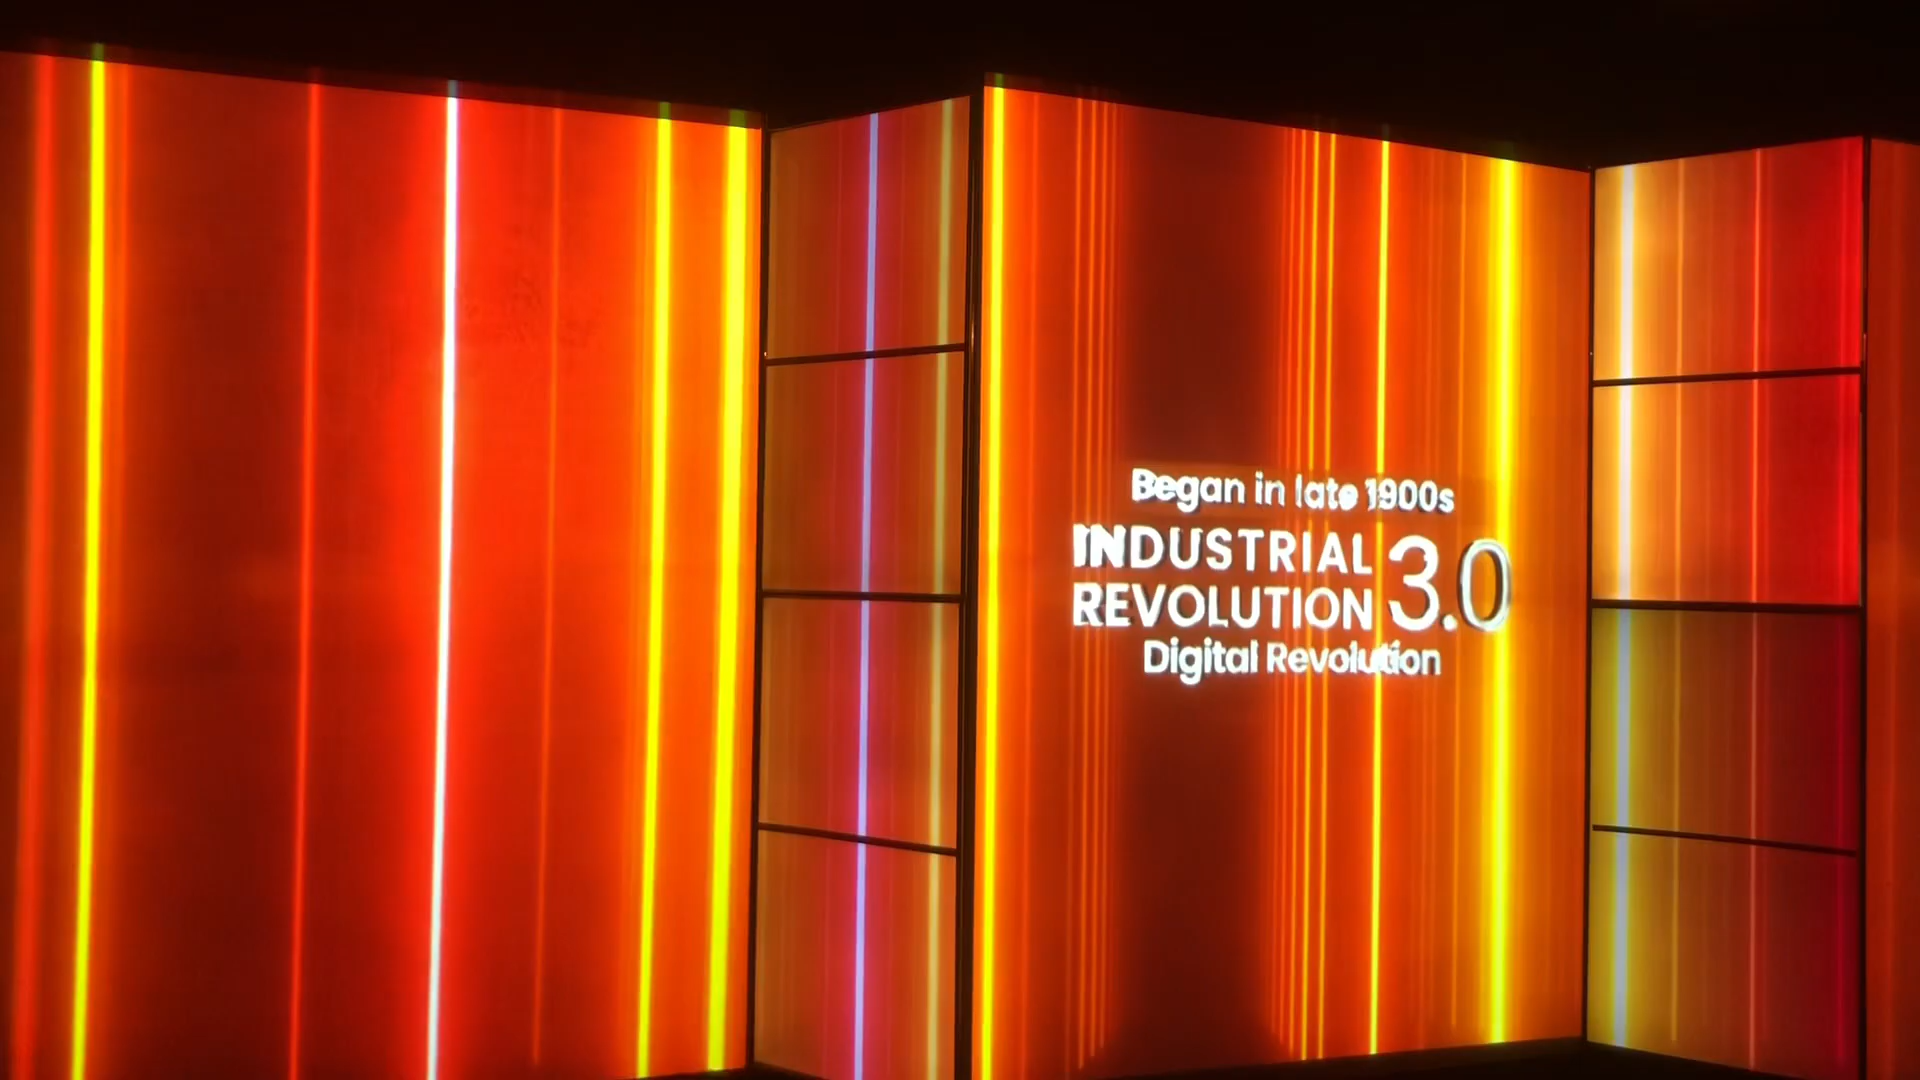 Began in late 1900s
INDUSTRIAL
REVOLUTION 3.0
Digital Revolution